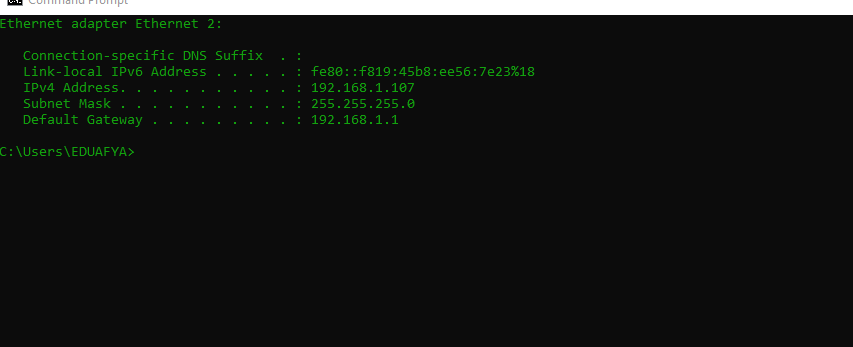 Command Prompt
Ethernet adapter Ethernet 2:
Connection-specific DNS Suffix  . :
Link-local IPv6 Address . . . . . : fe80::f819:45b8:ee56:7e23%18
IPv4 Address. . . . . . . . . . . : 192.168.1.107
Subnet Mask . . . . . . . . . . . : 255.255.255.0
Default Gateway . . . . . . . . . : 192.168.1.1
C:\Users\EDUAFYA>